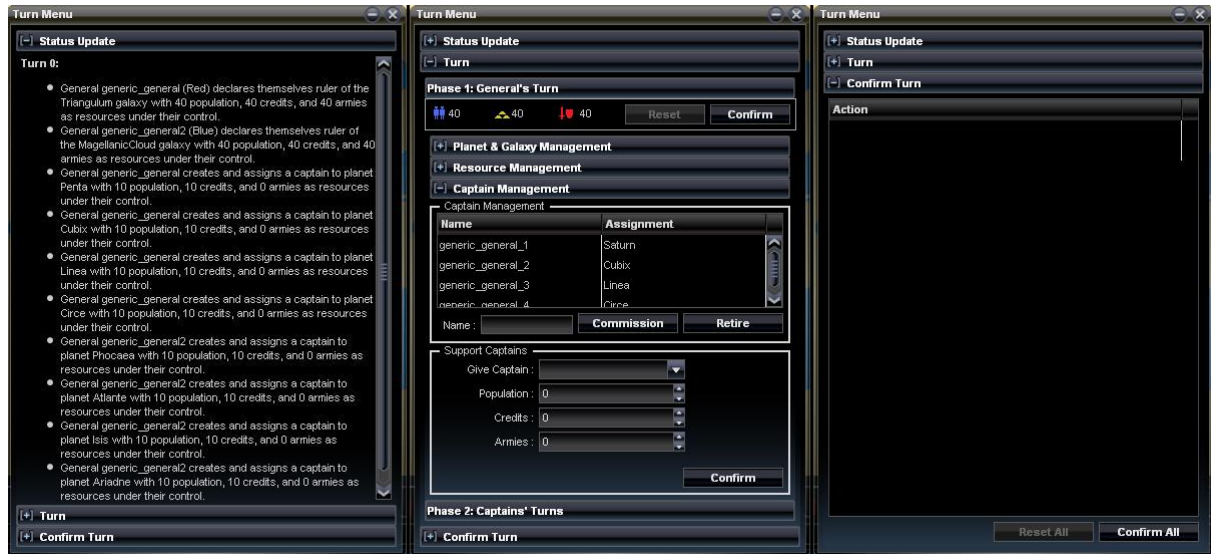 Turn Menu
[-] Status Update
Turn 0:
General generic_general (Red) declares themselves ruler of the
Triangulum galaxy with 40 population, 40 credits, and 40 armies
as resources under their control.
General generic_general2 (Blue) declares themselves ruler of
the MagellanicCloud galaxy with 40 population, 40 credits, and 40
armies as resources under their control.
General generic_general creates and assigns a captain to planet
Penta with 10 population, 10 credits, and 0 armies as resources
under their control.
General generic_general creates and assigns a captain to planet
Cubix with 10 population, 10 credits, and 0 armies as resources
under their control.
General generic_general creates and assigns a captain to planet
Linea with 10 population, 10 credits, and 0 armies as resources
under their control.
General generic_general creates and assigns a captain to planet
Circe with 10 population, 10 credits, and 0 armies as resources
under their control.
General generic_general2 creates and assigns a captain to
planet Phocaea with 10 population, 10 credits, and 0 armies as
resources under their control.
General generic_general2 creates and assigns a captain to
planet Atlante with 10 population, 10 credits, and 0 armies as
resources under their control.
General generic_general2 creates and assigns a captain to
planet Isis with 10 population, 10 credits, and 0 armies as
resources under their control.
General generic_general2 creates and assigns a captain to
planet Ariadne with 10 population, 10 credits, and 0 armies as
resources under their control.
[+] Turn
[+] Confirm Turn
Turn Menu
[+] Status Update
[-] Turn
Phase 1: General's Turn
40 40 40 Reset Confirm
[+] Planet & Galaxy Management
[+] Resource Management
[-] Captain Management
Captain Management
Name Assignment
generic_general_1 Saturn
generic_general_2 Cubix
generic_general_3 Linea
generic_general_4 Circe
Name : Commission Retire
Support Captains
Give Captain :
Population : 0
Credits : 0
Armies : 0
Confirm
Phase 2: Captains' Turns
[+] Confirm Turn
Turn Menu
[+] Status Update
[+] Turn
[-] Confirm Turn
Action
Reset All Confirm All